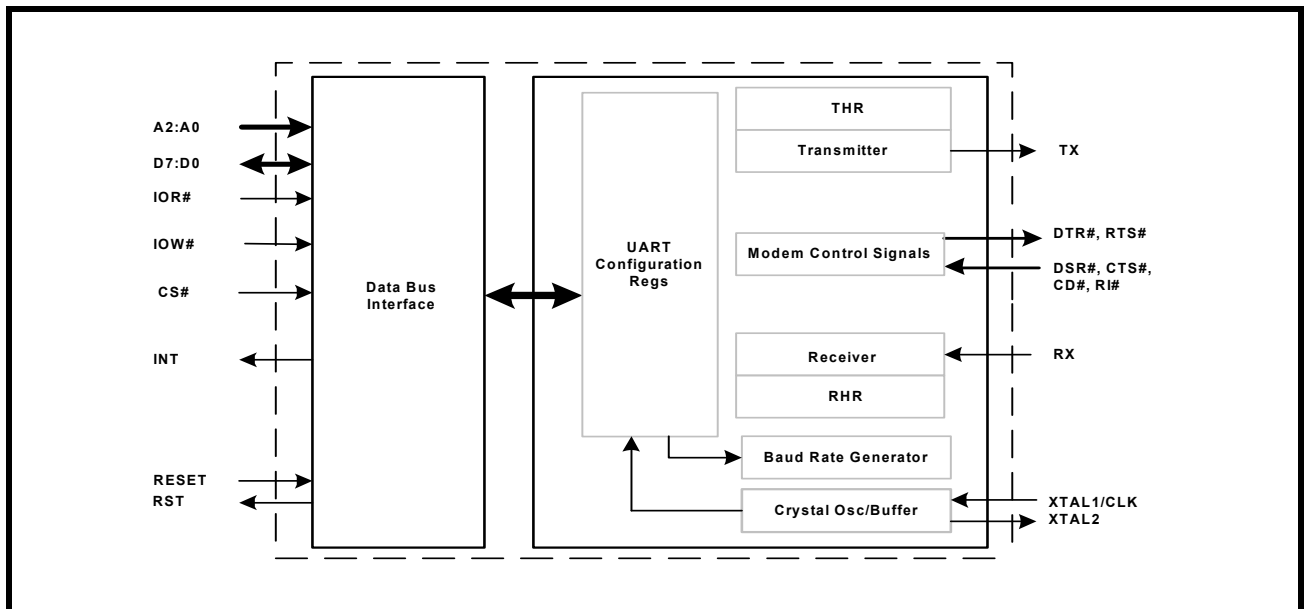 A2:A0
D7:D0
IOR#
IOW#
CS#
INT
RESET
RST
Data Bus
Interface
UART
Configuration
Regs
THR
Transmitter
Modem Control Signals
Receiver
RHR
Baud Rate Generator
Crystal Osc/Buffer
TX
DTR#, RTS#
DSR#, CTS#,
CD#, RI#
RX
XTAL1/CLK
XTAL2